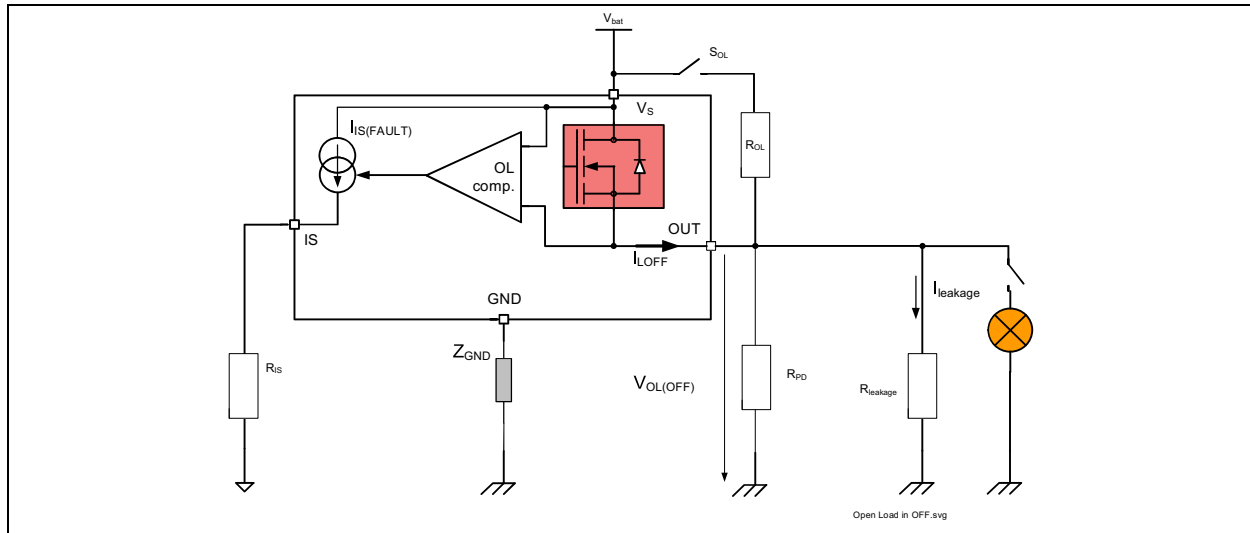 Vbat
SOL
VS
IIS(FAULT)
ROL
OL
comp.
OUT
IS
ILOFF
GND
Ileakage
ZGND
RIS
VOL(OFF)
RPD
Rleakage
Open Load in OFF.svg